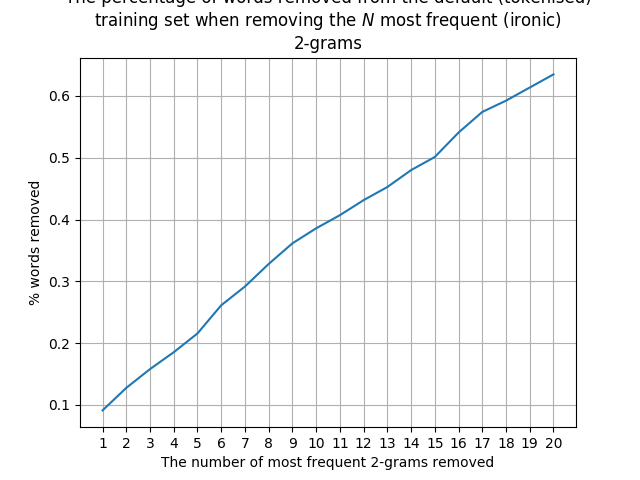 The percentage of words removed from the default (tokenised)
training set when removing the N most frequent (ironic)
2-grams
0.6
0.5
0.4
0.3
0.2
0.1
% words removed
1 2 3 4 5 6 7 8 9 10 11 12 13 14 15 16 17 18 19 20
The number of most frequent 2-grams removed